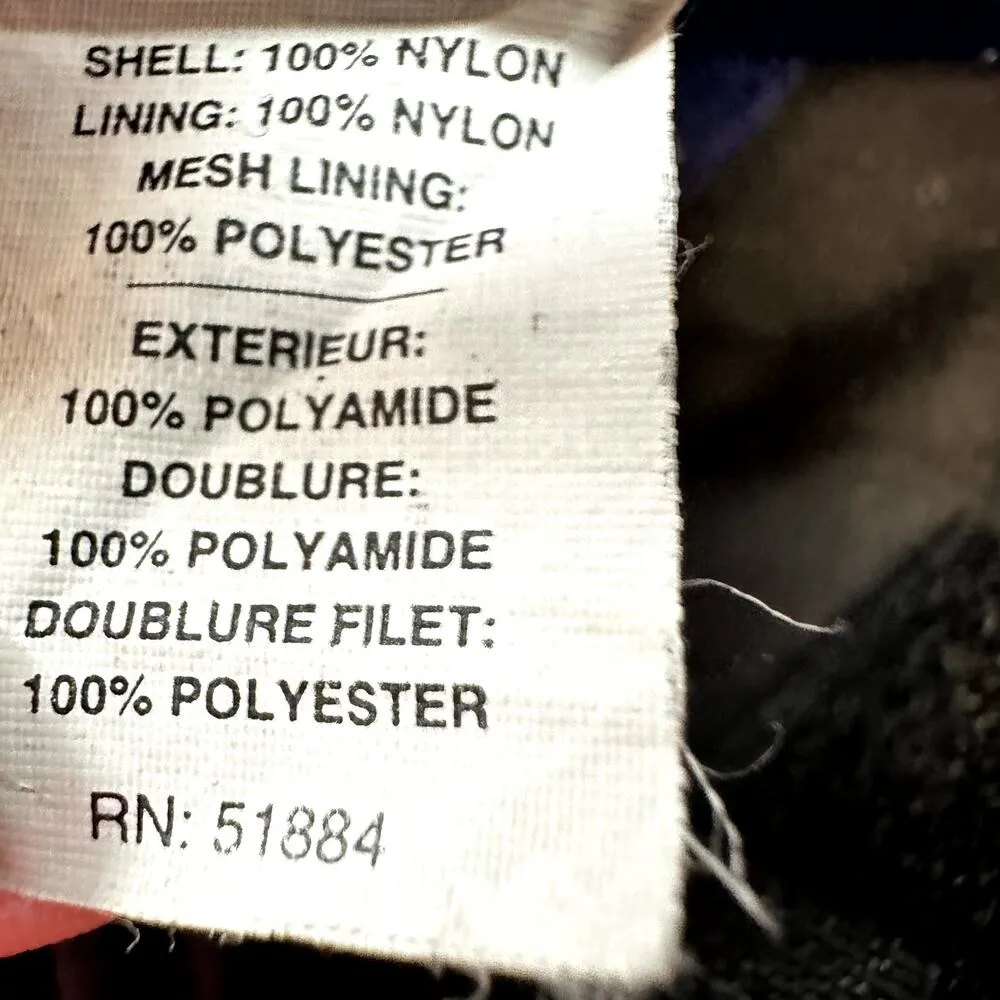 SHELL: 100% NYLON
LINING: 100% NYLON
MESH LINING:
100% POLYESTER
EXTERIEUR:
100% POLYAMIDE
DOUBLURE:
100% POLYAMIDE
DOUBLURE FILET:
100% POLYESTER
RN: 51884